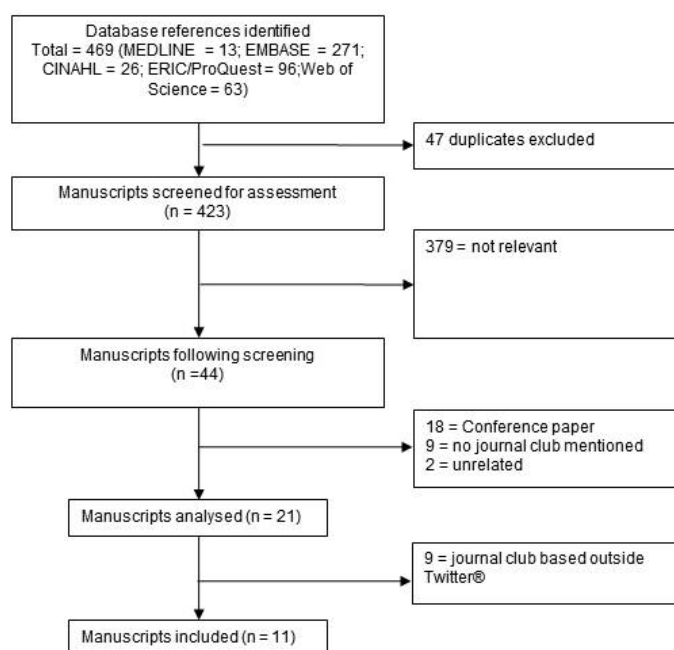 Database references identified
Total = 469 (MEDLINE = 13; EMBASE = 271;
CINAHL = 26; ERIC/ProQuest = 96;Web of
Science = 63)
47 duplicates excluded
Manuscripts screened for assessment
(n = 423)
379 = not relevant
Manuscripts following screening
(n =44)
18 = Conference paper
9 = no journal club mentioned
2 = unrelated
Manuscripts analysed (n = 21)
9 = journal club based outside
Twitter®
Manuscripts included (n = 11)